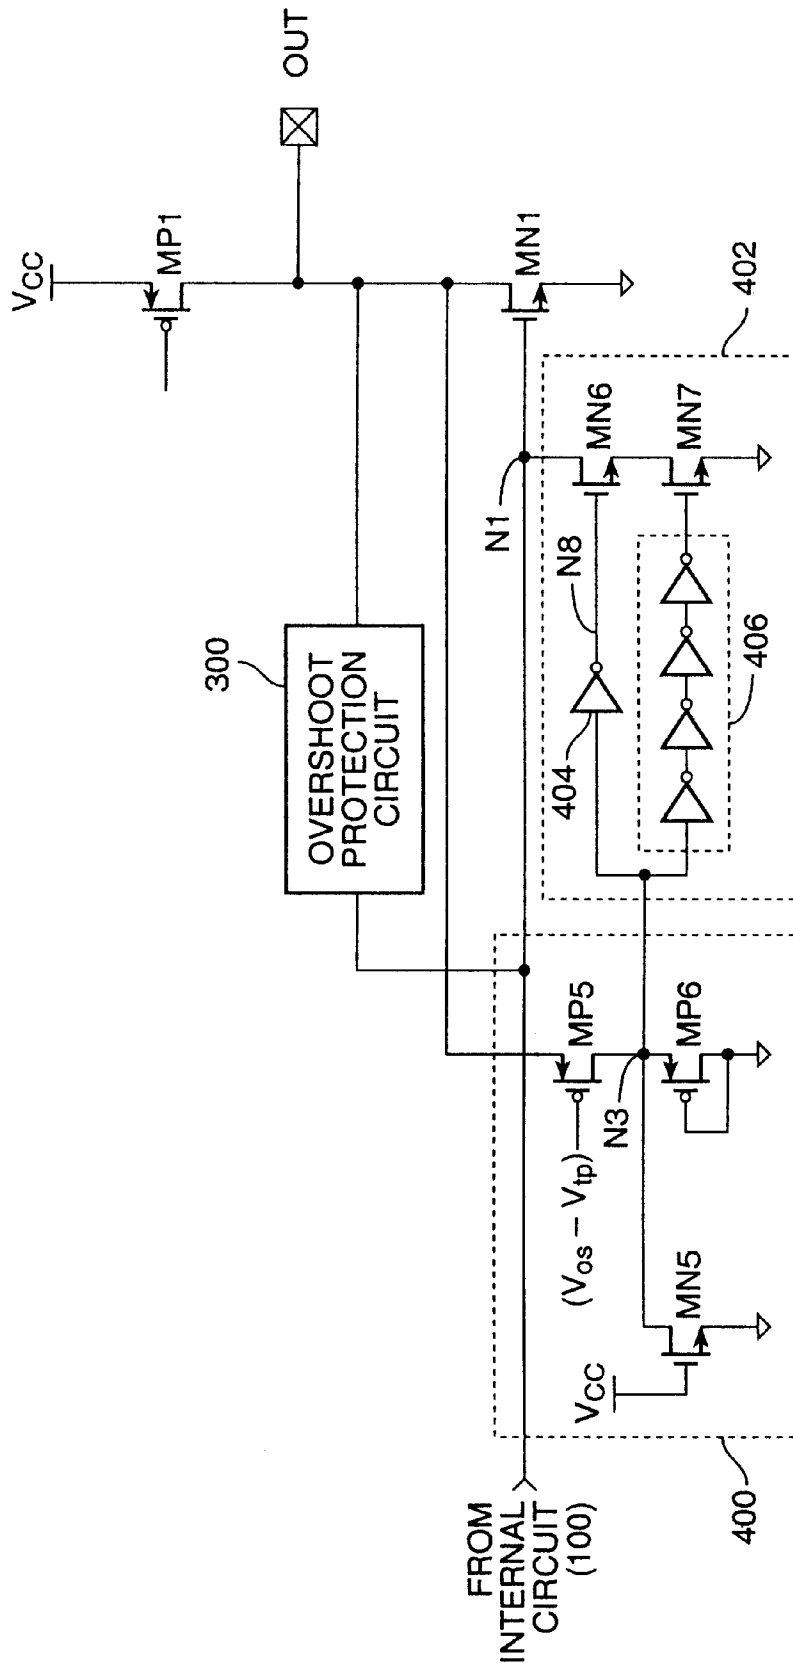 OUT
VCC
MP1
MN1
402
300
OVERSHOOT
PROTECTION
CIRCUIT
N1
MN6
N8
MN7
404
406
MP5
(Vos – Vtp)
N3
MP6
MN5
VCC
FROM
INTERNAL
CIRCUIT
(100)
400